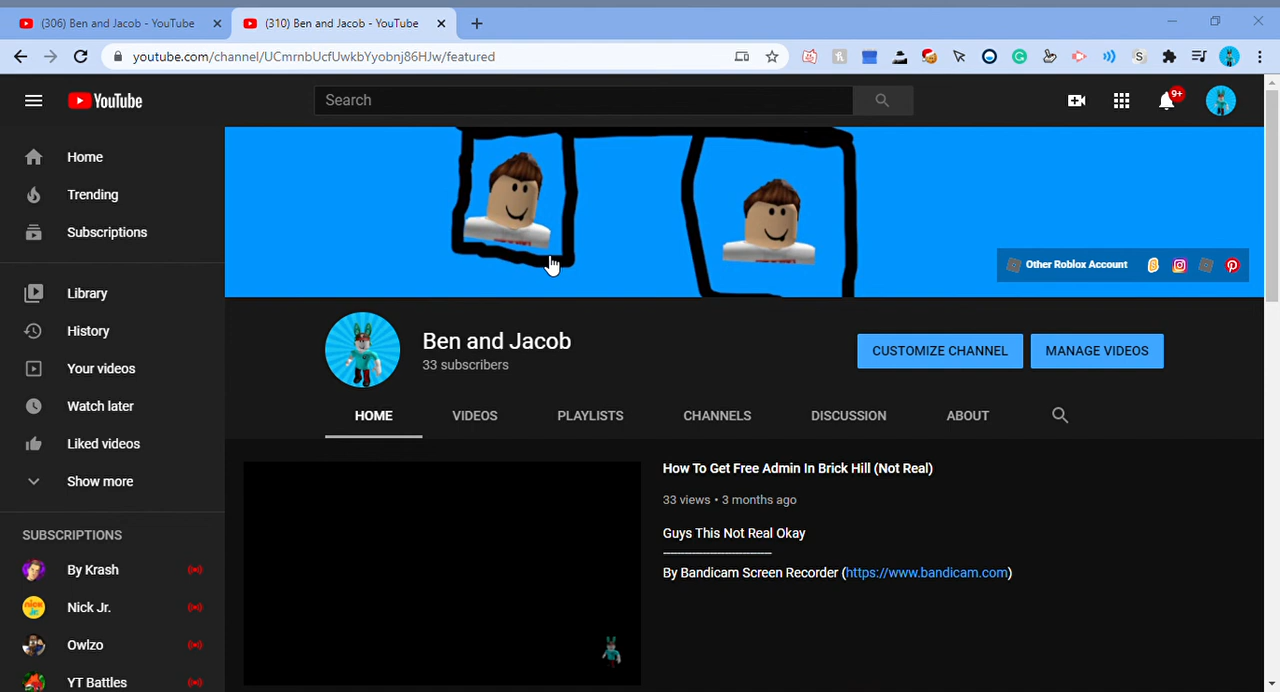 (306) Ben and Jacob - YouTube
(310) Ben and Jacob - YouTube
youtube.com/channel/UCmrnbUcfUwkbYyobnj86HJw/featured
YouTube
Search
9+
Home
Trending
Subscriptions
Library
History
Your videos
Watch later
Liked videos
Show more
SUBSCRIPTIONS
By Krash
Nick Jr.
Owlzo
YT Battles
Other Roblox Account
Ben and Jacob
33 subscribers
CUSTOMIZE CHANNEL
MANAGE VIDEOS
HOME VIDEOS PLAYLISTS CHANNELS DISCUSSION ABOUT
How To Get Free Admin In Brick Hill (Not Real)
33 views • 3 months ago
Guys This Not Real Okay
-----------------------------------
By Bandicam Screen Recorder (https://www.bandicam.com)